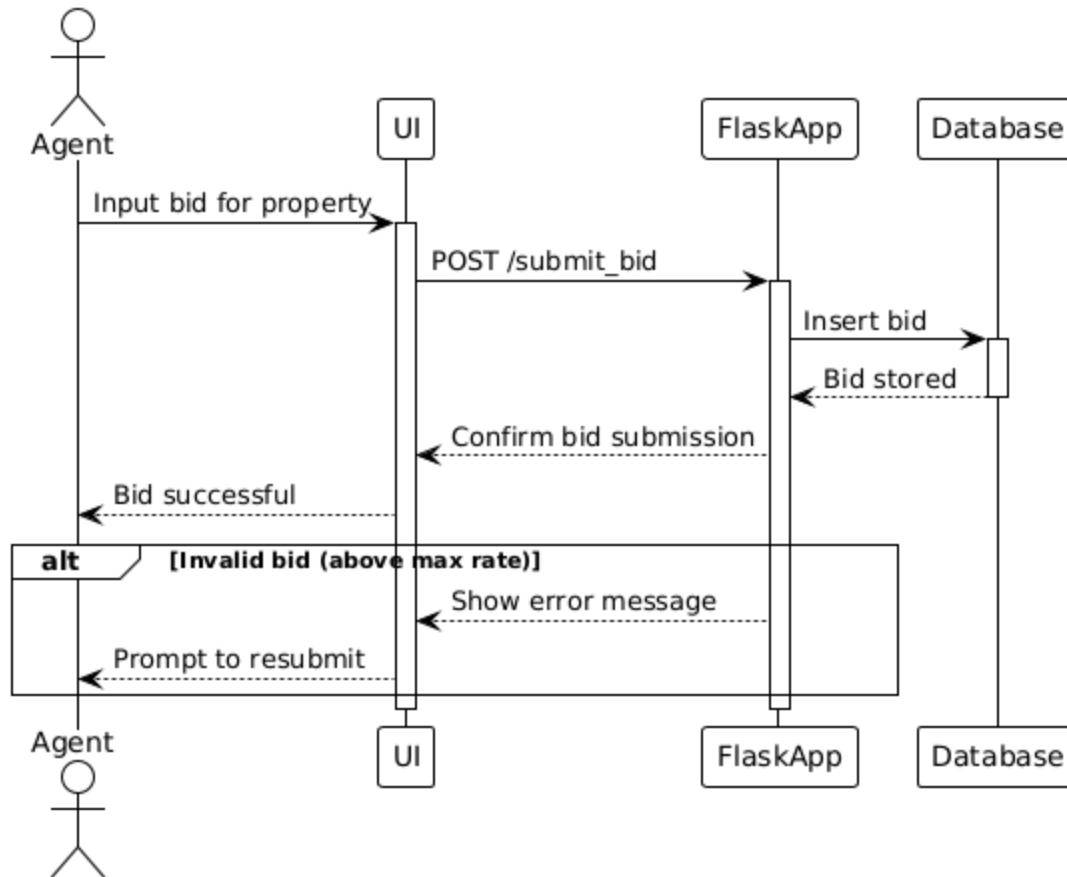 Agent
UI
FlaskApp
Database
Input bid for property
POST /submit_bid
Insert bid
Bid stored
Confirm bid submission
Bid successful
alt
[Invalid bid (above max rate)]
Show error message
Prompt to resubmit
Agent
UI
FlaskApp
Database